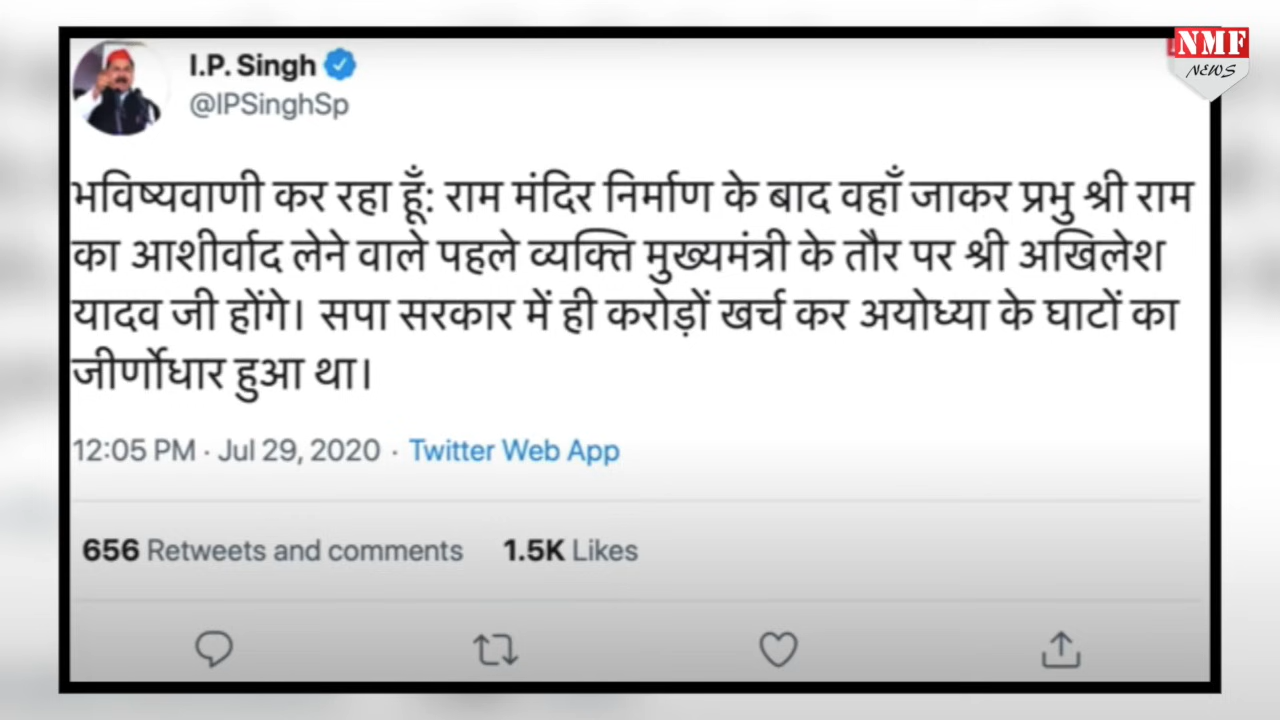 NMF
NEWS
I.P. Singh
@IPSinghSp
भविष्यवाणी कर रहा हूँ: राम मंदिर निर्माण के बाद वहाँ जाकर प्रभु श्री राम
का आशीर्वाद लेने वाले पहले व्यक्ति मुख्यमंत्री के तौर पर श्री अखिलेश
यादव जी होंगे। सपा सरकार में ही करोड़ों खर्च कर अयोध्या के घाटों का
जीर्णोधार हुआ था।
12:05 PM · Jul 29, 2020 · Twitter Web App
656 Retweets and comments 1.5K Likes